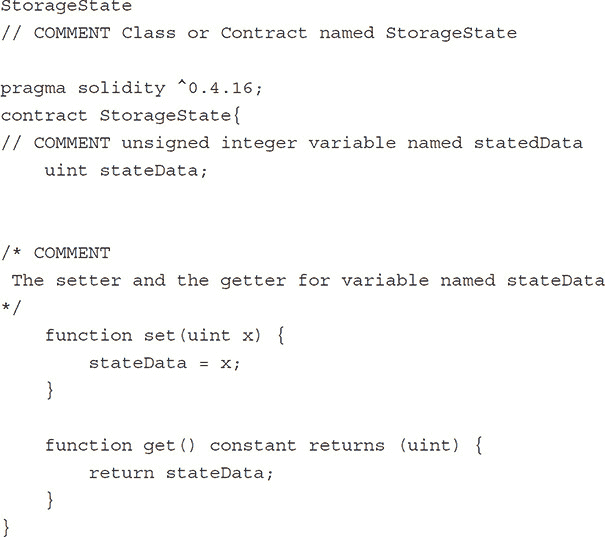 StorageState
// COMMENT Class or Contract named StorageState
pragma solidity ^0.4.16;
contract StorageState{
// COMMENT unsigned integer variable named statedData
uint stateData;
/* COMMENT
The setter and the getter for variable named stateData
*/
function set(uint x) {
stateData = x;
}
function get() constant returns (uint) {
return stateData;
}
}